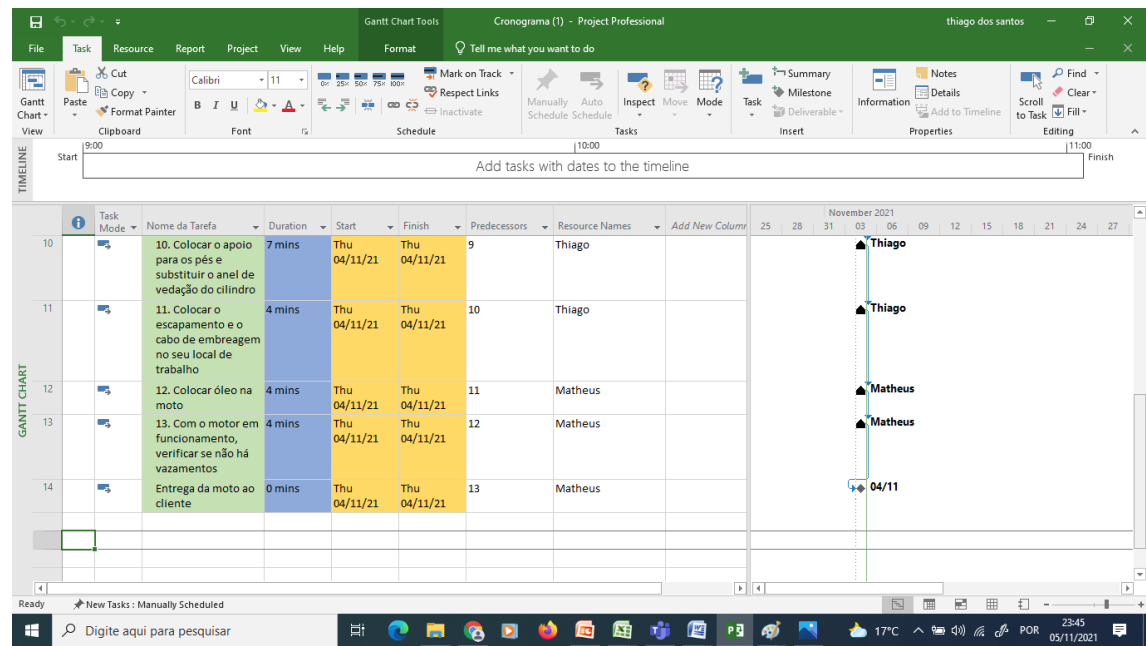 Gantt Chart Tools
Cronograma (1) - Project Professional
thiago dos santos
File Task Resource Report Project View Help Format Tell me what you want to do
Gantt Chart
View
Paste
Cut
Copy
Format Painter
Clipboard
Calibri 11
B I U A
Font
0× 25× 50× 75× 100×
Mark on Track
Respect Links
Inactivate
Schedule
Manually Schedule
Auto Schedule
Inspect
Move
Mode
Tasks
Task
Summary
Milestone
Deliverable
Insert
Information
Notes
Details
Add to Timeline
Properties
Scroll to Task
Find
Clear
Fill
Editing
TIMELINE
9:00 10:00 11:00
Start
Add tasks with dates to the timeline
Finish
GANTT CHART
Task Mode Nome da Tarefa Duration Start Finish Predecessors Resource Names Add New Column
November 2021
25 28 31 03 06 09 12 15 18 21 24 27
10 10. Colocar o apoio 7 mins Thu Thu 9 Thiago Thiago
para os pés e 04/11/21 04/11/21
substituir o anel de
vedação do cilindro
11 11. Colocar o 4 mins Thu Thu 10 Thiago Thiago
escapamento e o 04/11/21 04/11/21
cabo de embreagem
no seu local de
trabalho
12 12. Colocar óleo na 4 mins Thu Thu 11 Matheus Matheus
moto 04/11/21 04/11/21
13 13. Com o motor em 4 mins Thu Thu 12 Matheus Matheus
funcionamento, 04/11/21 04/11/21
verificar se não há
vazamentos
14 Entrega da moto ao 0 mins Thu Thu 13 Matheus 04/11
cliente 04/11/21 04/11/21
Ready New Tasks : Manually Scheduled
Digite aqui para pesquisar
17°C
POR
23:45
05/11/2021